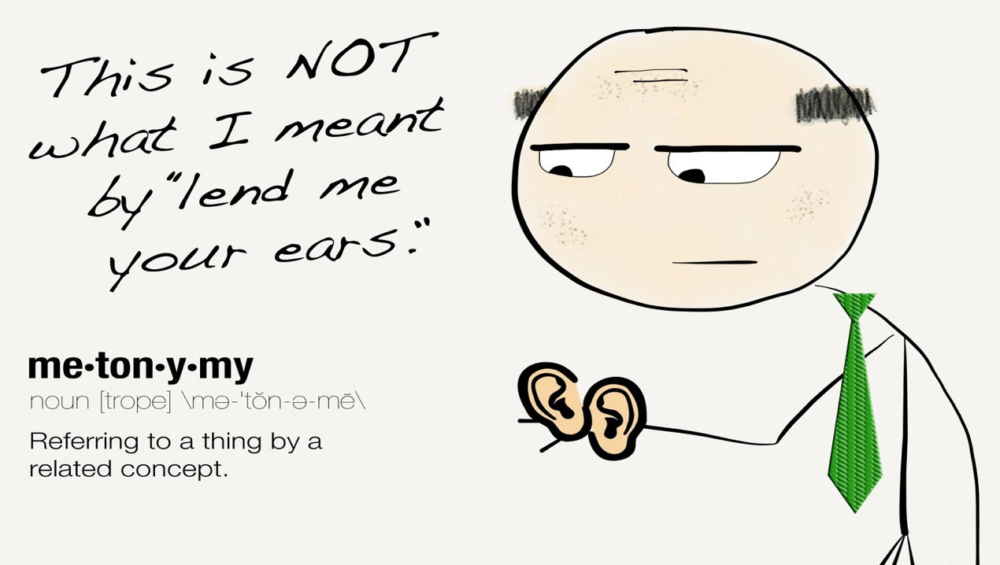 This is NOT
what I meant
by "lend me
your ears."
me•ton•y•my
noun [trope] \mə-'tŏn-ə-mē\
Referring to a thing by a
related concept.